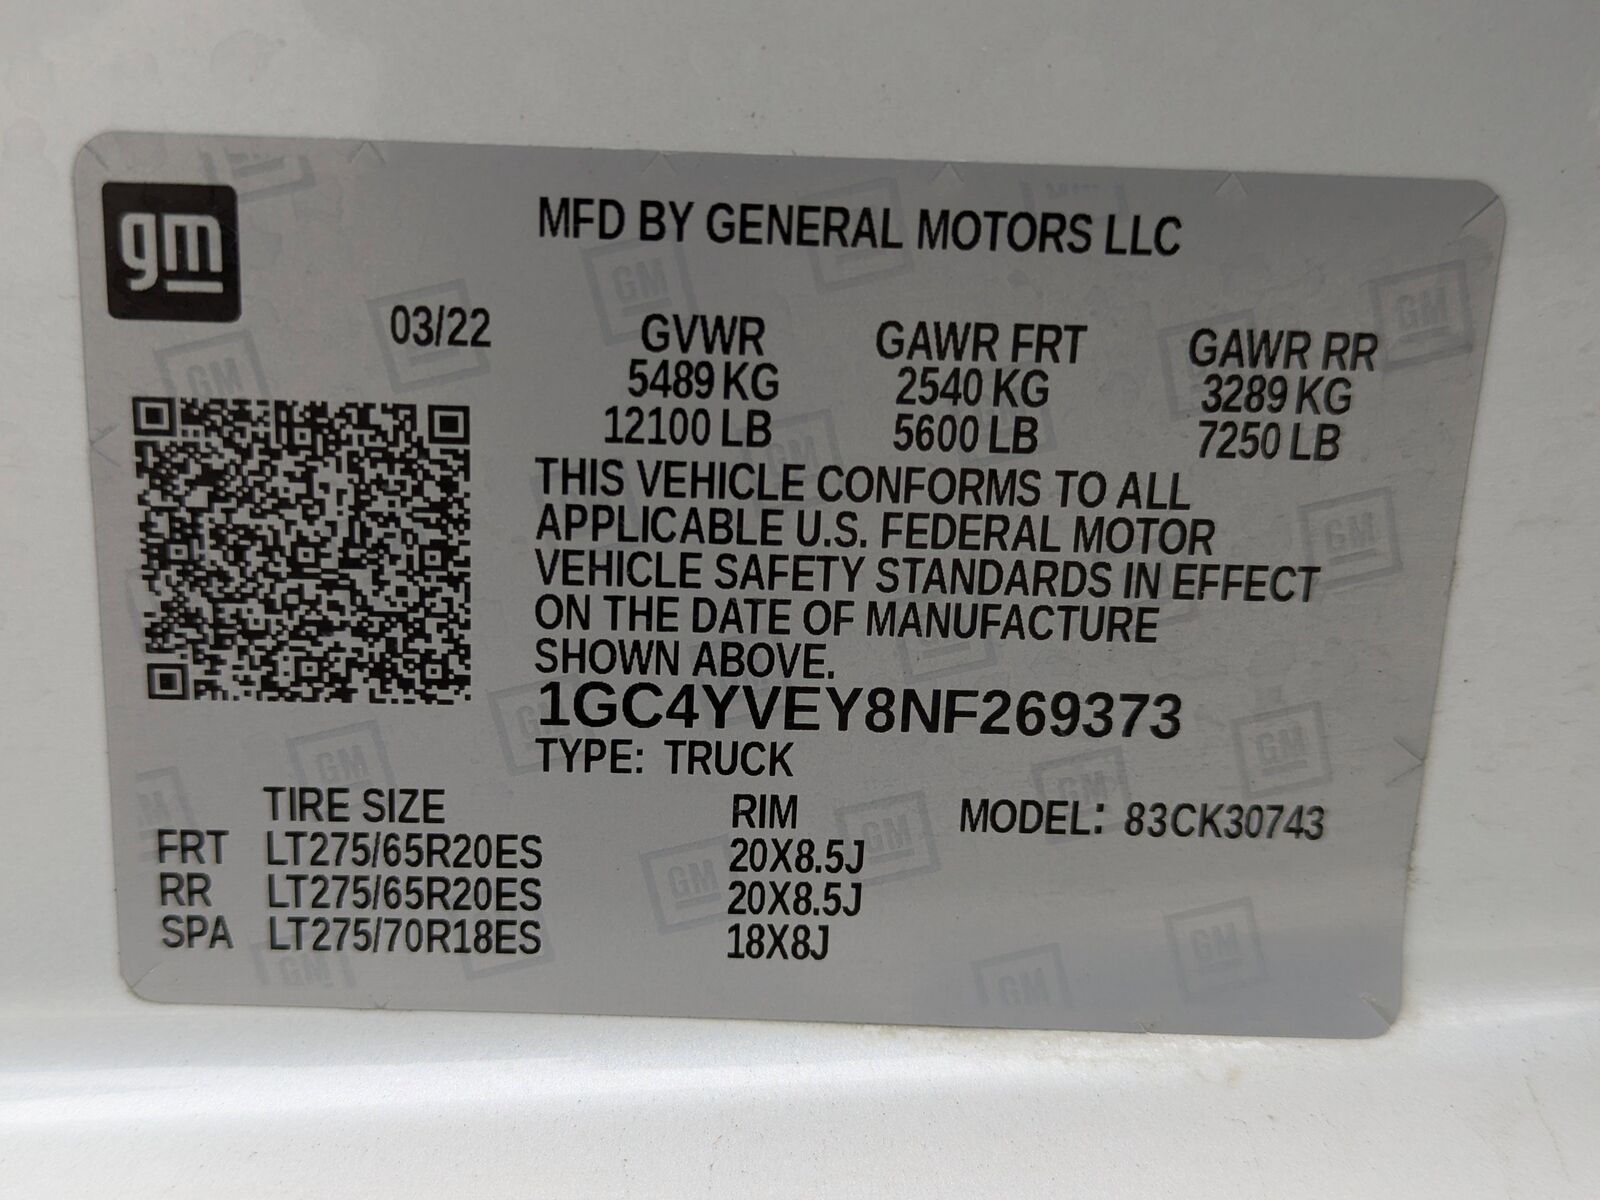 gm
MFD BY GENERAL MOTORS LLC
03/22 GVWR GAWR FRT GAWR RR
5489 KG 2540 KG 3289 KG
12100 LB 5600 LB 7250 LB
THIS VEHICLE CONFORMS TO ALL
APPLICABLE U.S. FEDERAL MOTOR
VEHICLE SAFETY STANDARDS IN EFFECT
ON THE DATE OF MANUFACTURE
SHOWN ABOVE.
1GC4YVEY8NF269373
TYPE: TRUCK
TIRE SIZE RIM MODEL: 83CK30743
FRT LT275/65R20ES 20X8.5J
RR LT275/65R20ES 20X8.5J
SPA LT275/70R18ES 18X8J